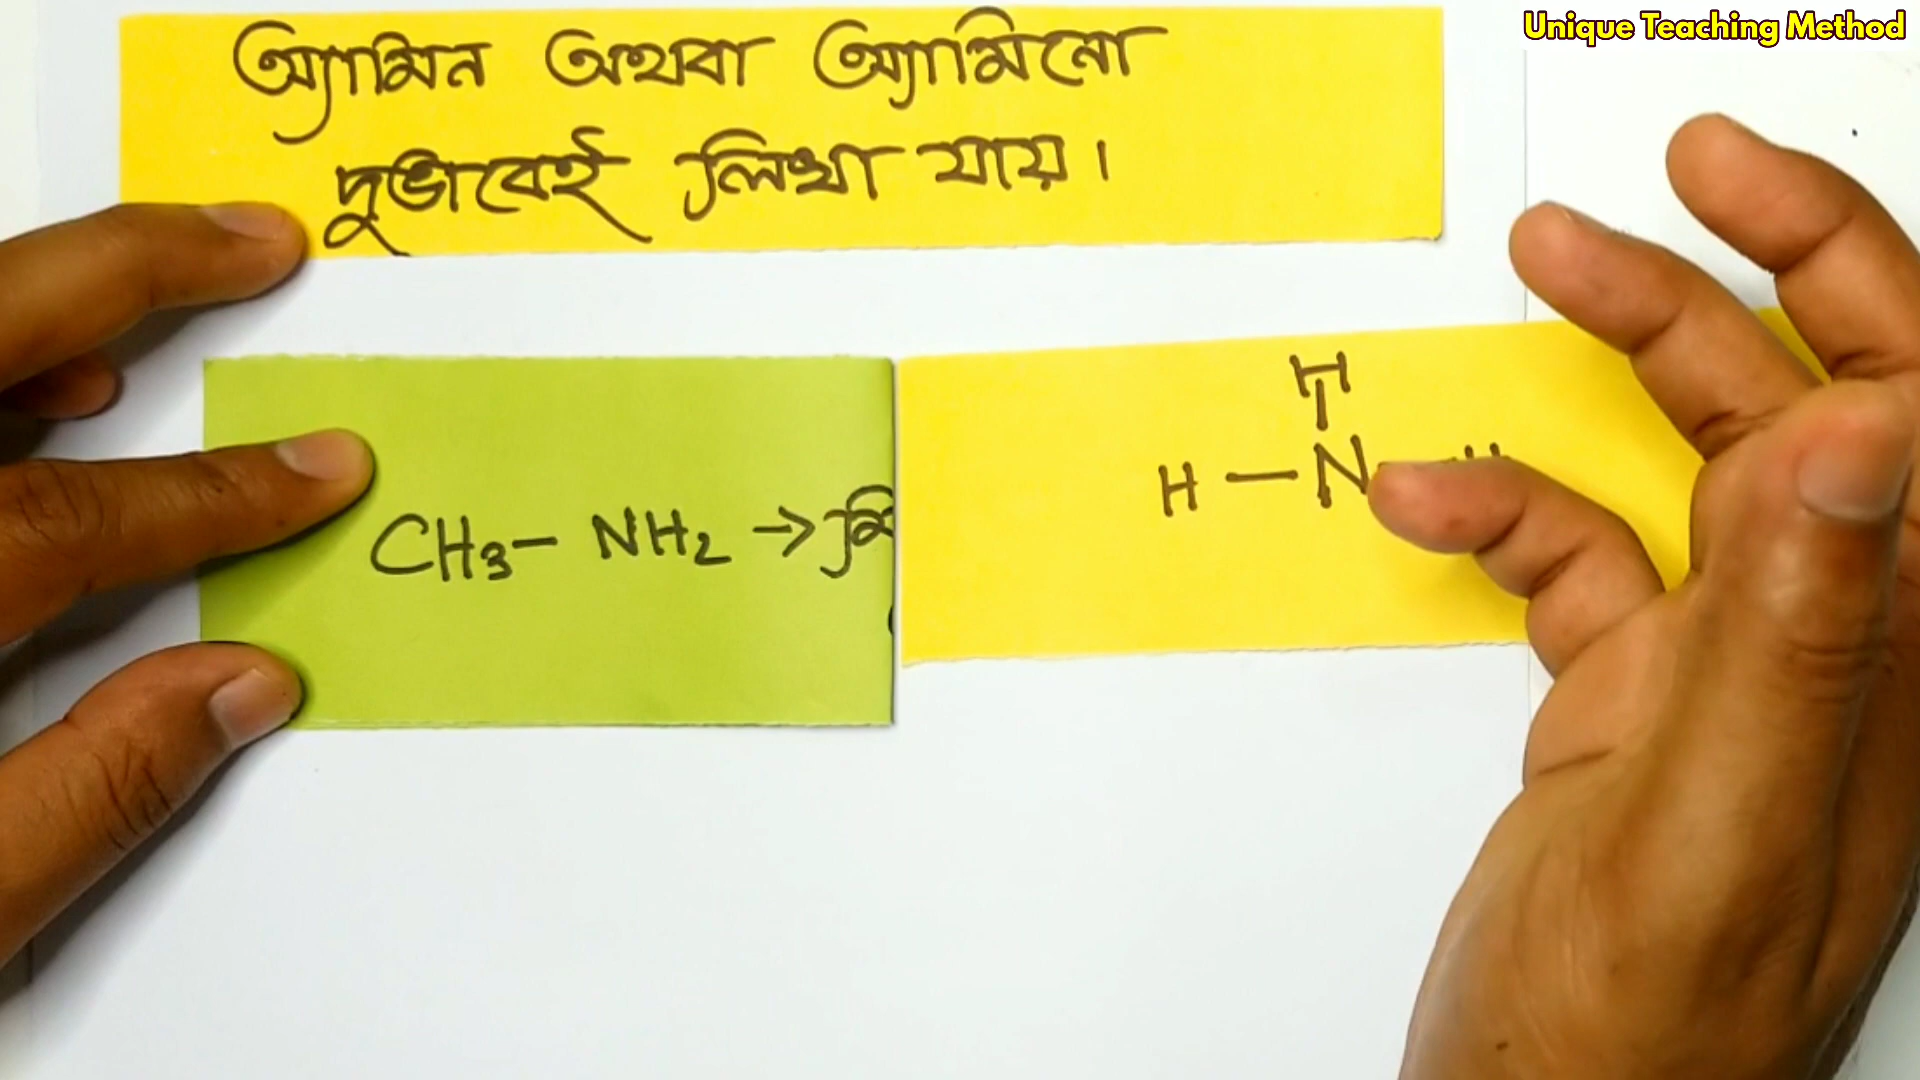 Unique Teaching Method
অ্যামিন অথবা অ্যামিনো
দুভাবেই লিখা যায়।
CH₃– NH₂ → মি
H
H – N – H